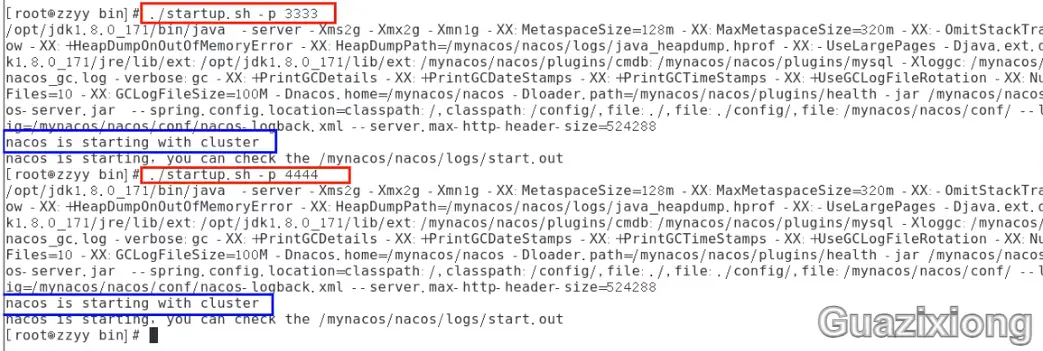 [root@zzyy bin]# ./startup.sh -p 3333
/opt/jdk1.8.0_171/bin/java  -server -Xms2g -Xmx2g -Xmn1g -XX:MetaspaceSize=128m -XX:MaxMetaspaceSize=320m -XX:-OmitStackTra
ow -XX:+HeapDumpOnOutOfMemoryError -XX:HeapDumpPath=/mynacos/nacos/logs/java_heapdump.hprof -XX:-UseLargePages -Djava.ext.d
k1.8.0_171/jre/lib/ext:/opt/jdk1.8.0_171/lib/ext:/mynacos/nacos/plugins/cmdb:/mynacos/nacos/plugins/mysql -Xloggc:/mynacos/n
nacos_gc.log -verbose:gc -XX:+PrintGCDetails -XX:+PrintGCDateStamps -XX:+PrintGCTimeStamps -XX:+UseGCLogFileRotation -XX:Nu
Files=10 -XX:GCLogFileSize=100M -Dnacos.home=/mynacos/nacos -Dloader.path=/mynacos/nacos/plugins/health -jar /mynacos/nacos
os-server.jar  --spring.config.location=classpath:/,classpath:/config/,file:./,file:./config/,file:/mynacos/nacos/conf/ --l
ig=/mynacos/nacos/conf/nacos-logback.xml --server.max-http-header-size=524288
nacos is starting with cluster
nacos is starting, you can check the /mynacos/nacos/logs/start.out
[root@zzyy bin]# ./startup.sh -p 4444
/opt/jdk1.8.0_171/bin/java  -server -Xms2g -Xmx2g -Xmn1g -XX:MetaspaceSize=128m -XX:MaxMetaspaceSize=320m -XX:-OmitStackTra
ow -XX:+HeapDumpOnOutOfMemoryError -XX:HeapDumpPath=/mynacos/nacos/logs/java_heapdump.hprof -XX:-UseLargePages -Djava.ext.d
k1.8.0_171/jre/lib/ext:/opt/jdk1.8.0_171/lib/ext:/mynacos/nacos/plugins/cmdb:/mynacos/nacos/plugins/mysql -Xloggc:/mynacos/n
nacos_gc.log -verbose:gc -XX:+PrintGCDetails -XX:+PrintGCDateStamps -XX:+PrintGCTimeStamps -XX:+UseGCLogFileRotation -XX:Nu
Files=10 -XX:GCLogFileSize=100M -Dnacos.home=/mynacos/nacos -Dloader.path=/mynacos/nacos/plugins/health -jar /mynacos/nacos
os-server.jar  --spring.config.location=classpath:/,classpath:/config/,file:./,file:./config/,file:/mynacos/nacos/conf/ --l
ig=/mynacos/nacos/conf/nacos-logback.xml --server.max-http-header-size=524288
nacos is starting with cluster
nacos is starting, you can check the /mynacos/nacos/logs/start.out
[root@zzyy bin]#
Guazixiong